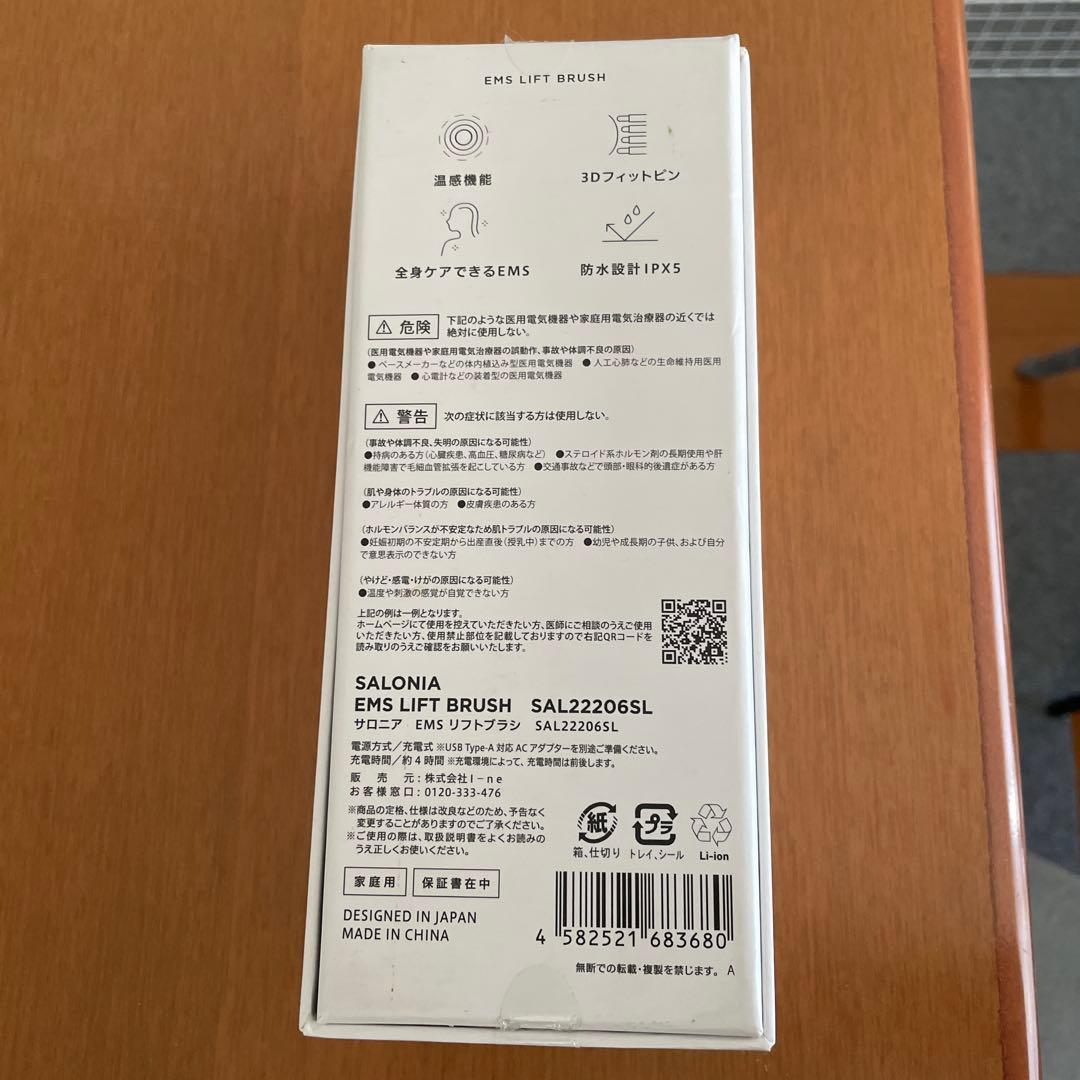 EMS LIFT BRUSH
温感機能
3Dフィットピン
全身ケアできるEMS
防水設計IPX5
⚠ 危険 下記のような医用電気機器や家庭用電気治療器の近くでは
絶対に使用しない。
(医用電気機器や家庭用電気治療器の誤動作、事故や体調不良の原因)
●ペースメーカーなどの体内植込み型医用電気機器 ●人工心肺などの生命維持用医用
電気機器 ●心電計などの装着型の医用電気機器
⚠ 警告 次の症状に該当する方は使用しない。
(事故や体調不良、失明の原因になる可能性)
●持病のある方(心臓疾患、高血圧、糖尿病など) ●ステロイド系ホルモン剤の長期使用や肝
機能障害で毛細血管拡張を起こしている方 ●交通事故などで頭部・眼科的後遺症がある方
(肌や身体のトラブルの原因になる可能性)
●アレルギー体質の方 ●皮膚疾患のある方
(ホルモンバランスが不安定なため肌トラブルの原因になる可能性)
●妊娠初期の不安定期から出産直後(授乳中)までの方 ●幼児や成長期の子供、および自分
で意思表示のできない方
(やけど・感電・けがの原因になる可能性)
●温度や刺激の感覚が自覚できない方
上記の例は一例となります。
ホームページにて使用を控えていただきたい方、医師にご相談のうえご使用
いただきたい方、使用禁止部位を記載しておりますので右記QRコードを
読み取りのうえご確認をお願いいたします。
SALONIA
EMS LIFT BRUSH SAL22206SL
サロニア EMS リフトブラシ SAL22206SL
電源方式/充電式 ※USB Type-A 対応 AC アダプターを別途ご準備ください。
充電時間/約4時間 ※充電環境によって、充電時間は前後します。
販 売 元:株式会社I-ne
お客様窓口:0120-333-476
※商品の定格、仕様は改良などのため、予告なく
変更することがありますのでご了承ください。
※ご使用の際は、取扱説明書をよくお読みの
うえ正しくお使いください。
紙
箱、仕切り
プラ
トレイ、シール
Li-ion
家庭用
保証書在中
DESIGNED IN JAPAN
MADE IN CHINA
4 582521 683680
無断での転載・複製を禁じます。 A